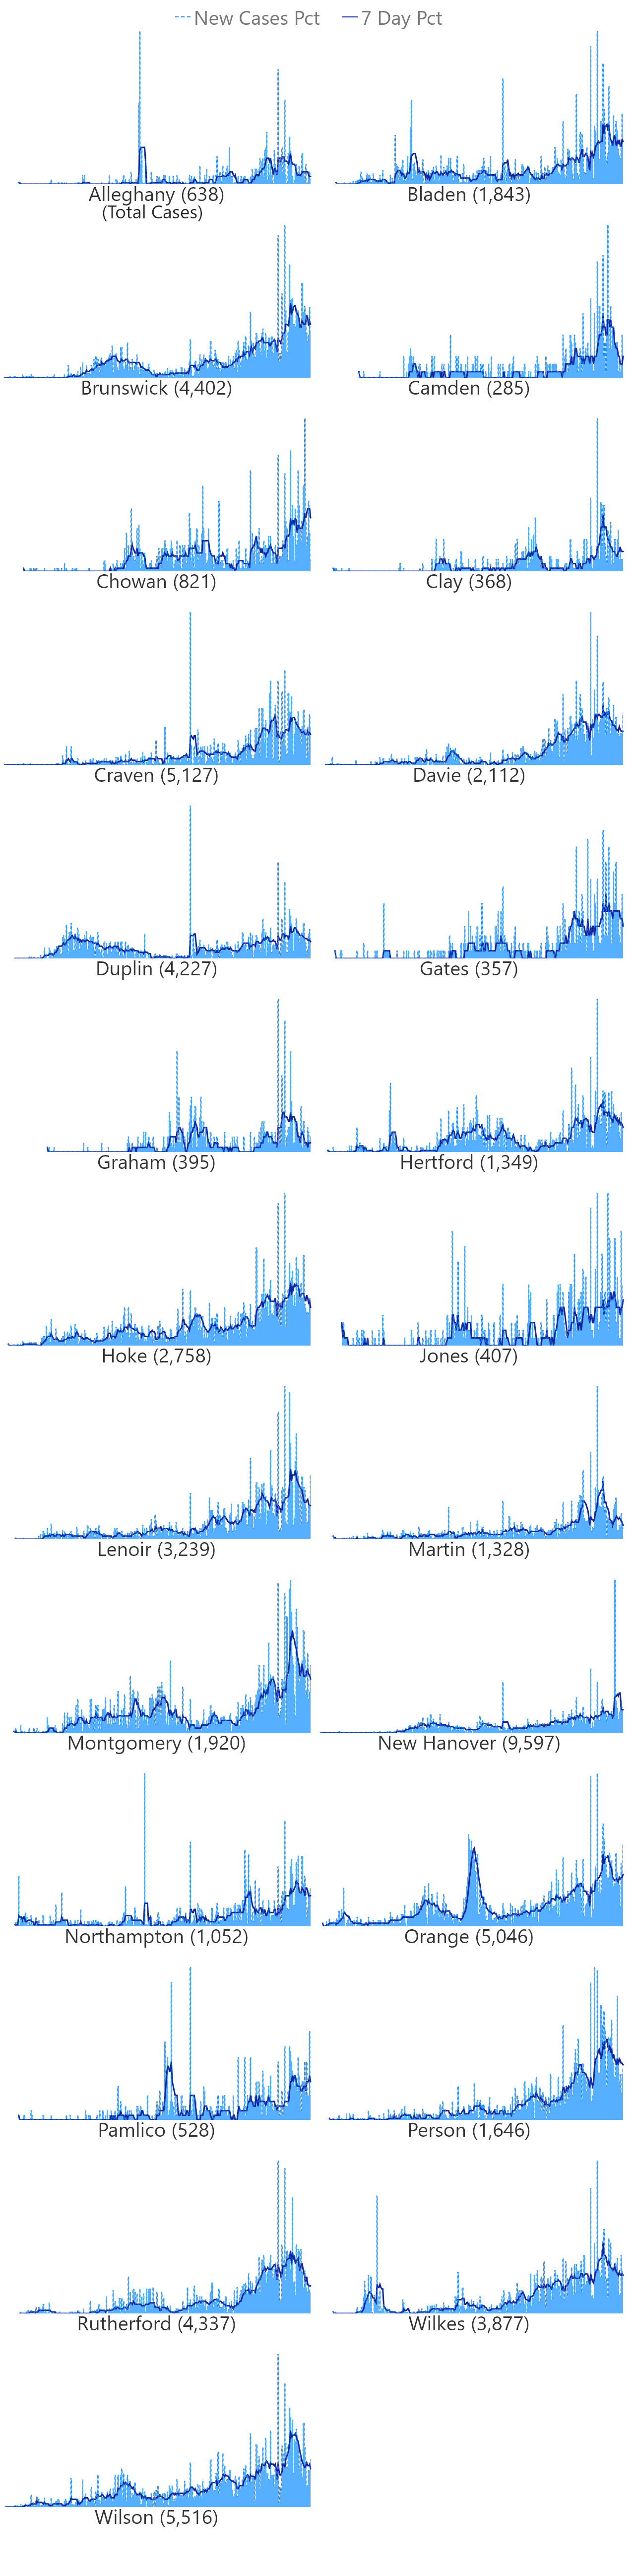 New Cases Pct 7 Day Pct
Alleghany (638) Bladen (1,843)
(Total Cases)
Brunswick (4,402) Camden (285)
Chowan (821) Clay (368)
Craven (5,127) Davie (2,112)
Duplin (4,227) Gates (357)
Graham (395) Hertford (1,349)
Hoke (2,758) Jones (407)
Lenoir (3,239) Martin (1,328)
Montgomery (1,920) New Hanover (9,597)
Northampton (1,052) Orange (5,046)
Pamlico (528) Person (1,646)
Rutherford (4,337) Wilkes (3,877)
Wilson (5,516)